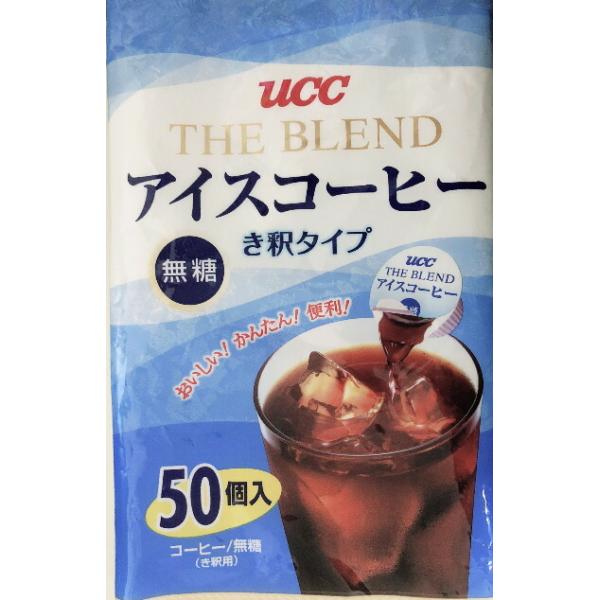 UCC
THE BLEND
アイスコーヒー
き釈タイプ
無糖
おいしい! かんたん! 便利!
UCC
THE BLEND
アイスコーヒー
50個入
コーヒー/無糖
(き釈用)